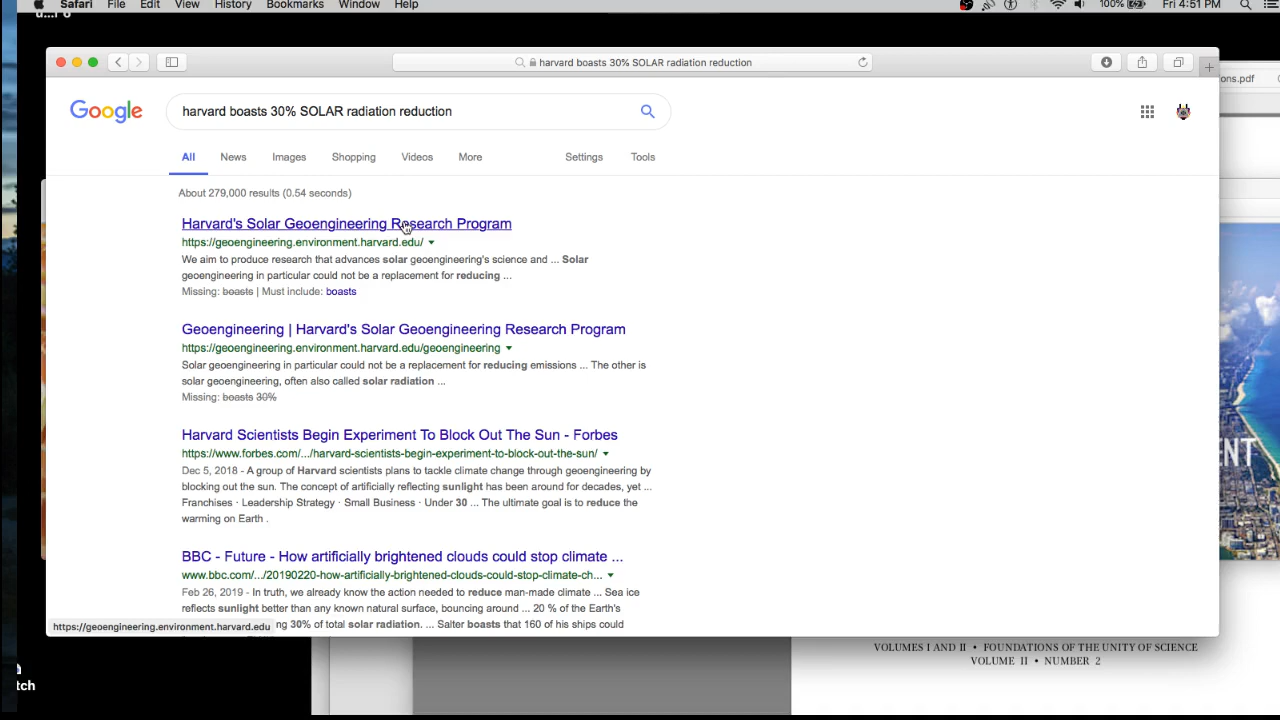 Safari File Edit View History Bookmarks Window Help 100% Fri 4:51 PM
harvard boasts 30% SOLAR radiation reduction
ons.pdf
Google harvard boasts 30% SOLAR radiation reduction
All News Images Shopping Videos More Settings Tools
About 279,000 results (0.54 seconds)
Harvard's Solar Geoengineering Research Program
https://geoengineering.environment.harvard.edu/
We aim to produce research that advances solar geoengineering's science and ... Solar
geoengineering in particular could not be a replacement for reducing ...
Missing: boasts | Must include: boasts
Geoengineering | Harvard's Solar Geoengineering Research Program
https://geoengineering.environment.harvard.edu/geoengineering
Solar geoengineering in particular could not be a replacement for reducing emissions ... The other is
solar geoengineering, often also called solar radiation ...
Missing: boasts 30%
Harvard Scientists Begin Experiment To Block Out The Sun - Forbes
https://www.forbes.com/.../harvard-scientists-begin-experiment-to-block-out-the-sun/
Dec 5, 2018 - A group of Harvard scientists plans to tackle climate change through geoengineering by
blocking out the sun. The concept of artificially reflecting sunlight has been around for decades, yet ...
Franchises · Leadership Strategy · Small Business · Under 30 ... The ultimate goal is to reduce the
warming on Earth .
BBC - Future - How artificially brightened clouds could stop climate ...
www.bbc.com/.../20190220-how-artificially-brightened-clouds-could-stop-climate-ch...
Feb 26, 2019 - In truth, we already know the action needed to reduce man-made climate ... Sea ice
reflects sunlight better than any known natural surface, bouncing around ... 20 % of the Earth's
ng 30% of total solar radiation. ... Salter boasts that 160 of his ships could
https://geoengineering.environment.harvard.edu
NT
VOLUMES I AND II • FOUNDATIONS OF THE UNITY OF SCIENCE
VOLUME II • NUMBER 2
tch